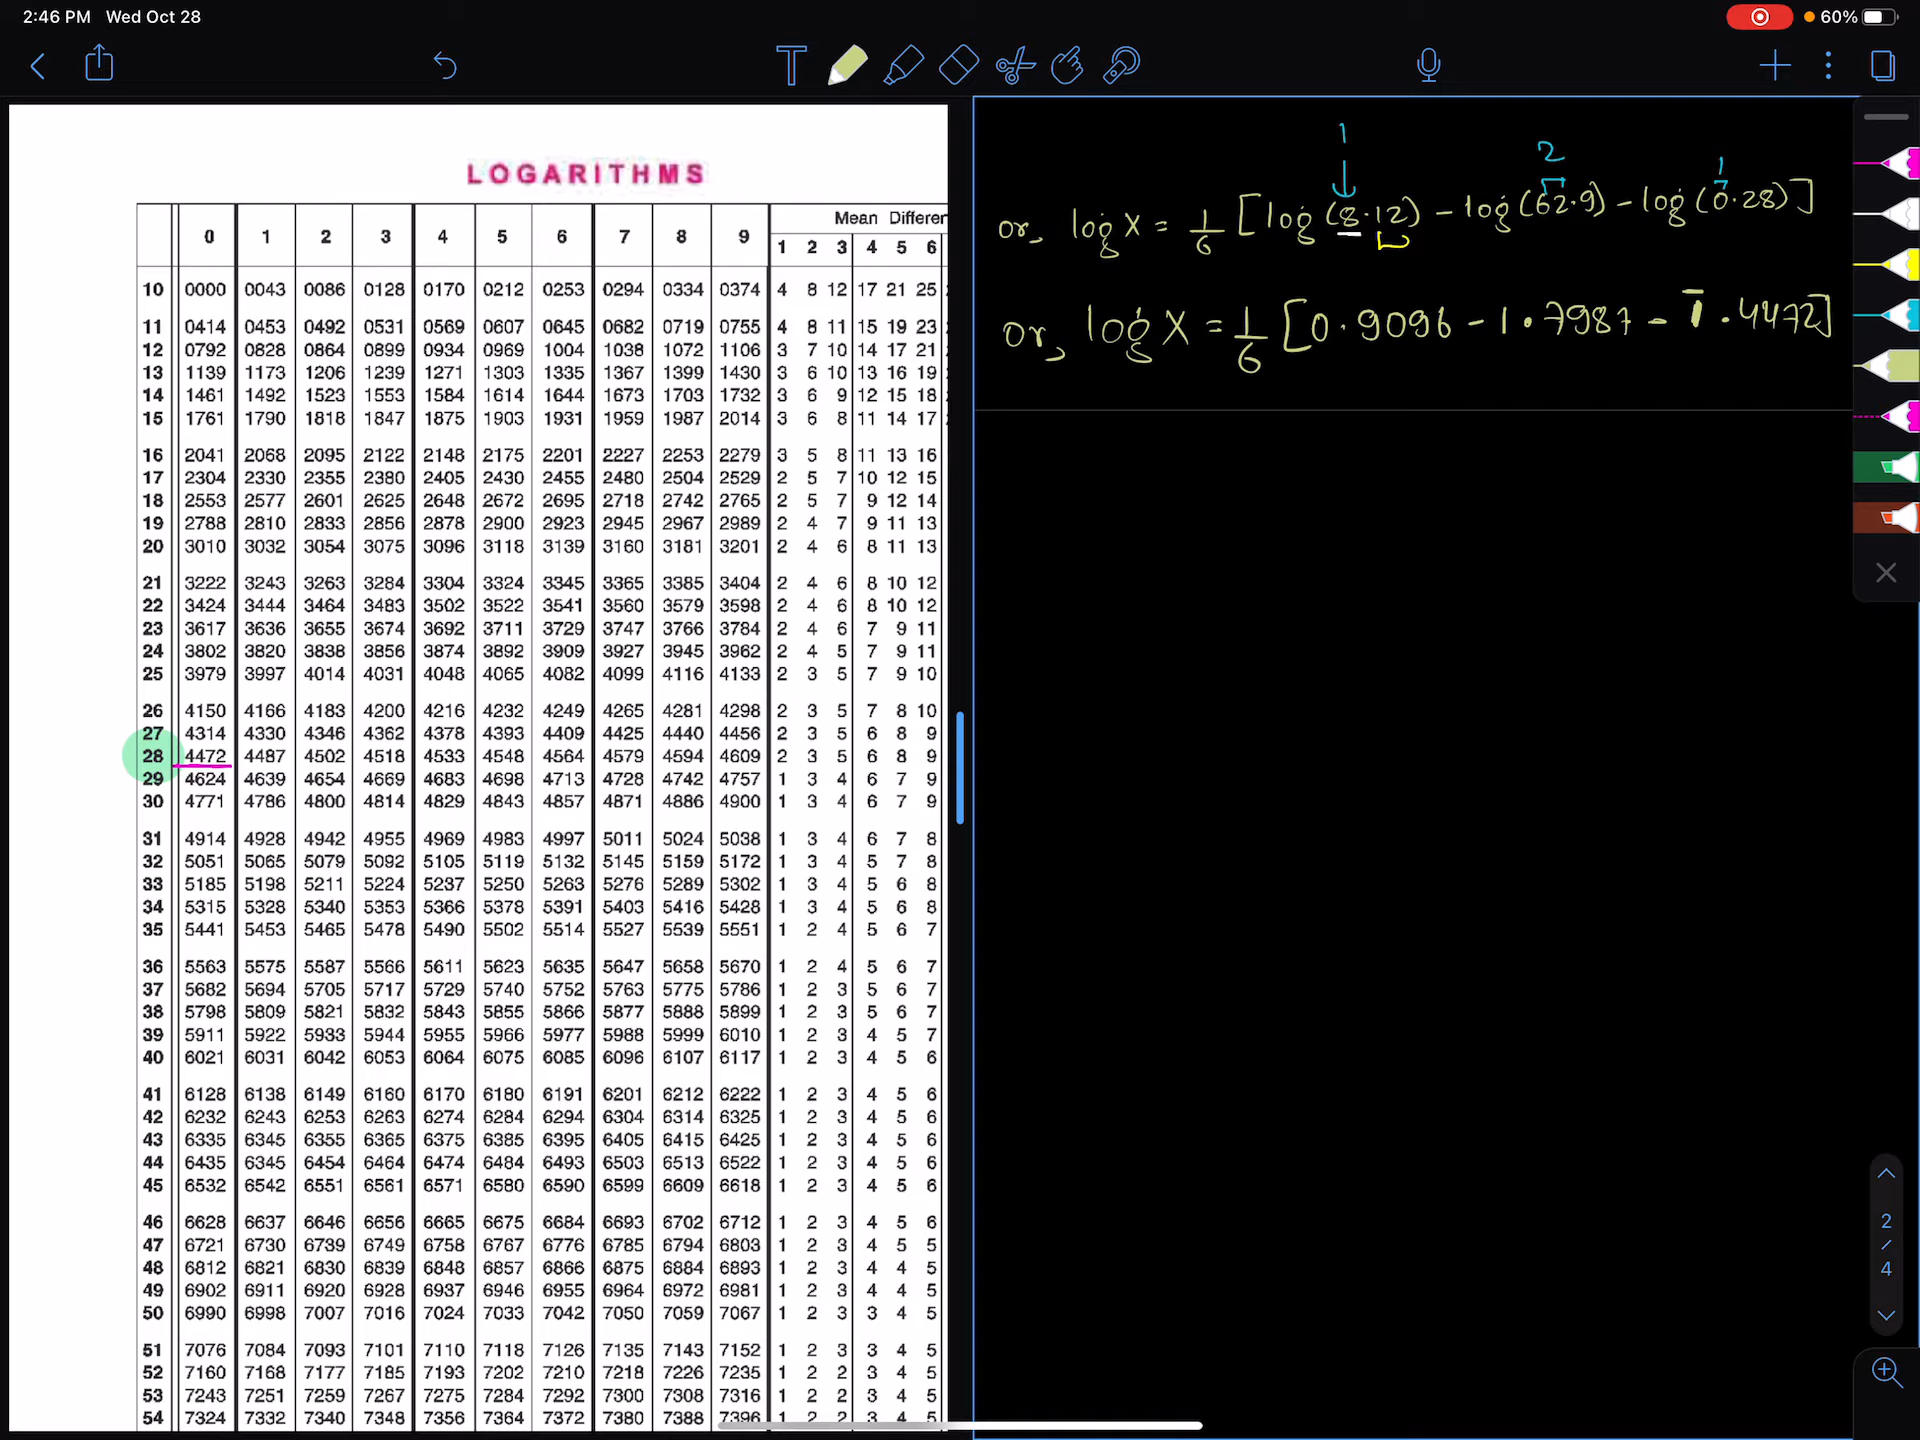 2:46 PM Wed Oct 28
60%
LOGARITHMS
Mean Differen
0 1 2 3 4 5 6 7 8 9 1 2 3 4 5 6
10 0000 0043 0086 0128 0170 0212 0253 0294 0334 0374 4 8 12 17 21 25
11 0414 0453 0492 0531 0569 0607 0645 0682 0719 0755 4 8 11 15 19 23
12 0792 0828 0864 0899 0934 0969 1004 1038 1072 1106 3 7 10 14 17 21
13 1139 1173 1206 1239 1271 1303 1335 1367 1399 1430 3 6 10 13 16 19
14 1461 1492 1523 1553 1584 1614 1644 1673 1703 1732 3 6 9 12 15 18
15 1761 1790 1818 1847 1875 1903 1931 1959 1987 2014 3 6 8 11 14 17
16 2041 2068 2095 2122 2148 2175 2201 2227 2253 2279 3 5 8 11 13 16
17 2304 2330 2355 2380 2405 2430 2455 2480 2504 2529 2 5 7 10 12 15
18 2553 2577 2601 2625 2648 2672 2695 2718 2742 2765 2 5 7 9 12 14
19 2788 2810 2833 2856 2878 2900 2923 2945 2967 2989 2 4 7 9 11 13
20 3010 3032 3054 3075 3096 3118 3139 3160 3181 3201 2 4 6 8 11 13
21 3222 3243 3263 3284 3304 3324 3345 3365 3385 3404 2 4 6 8 10 12
22 3424 3444 3464 3483 3502 3522 3541 3560 3579 3598 2 4 6 8 10 12
23 3617 3636 3655 3674 3692 3711 3729 3747 3766 3784 2 4 6 7 9 11
24 3802 3820 3838 3856 3874 3892 3909 3927 3945 3962 2 4 5 7 9 11
25 3979 3997 4014 4031 4048 4065 4082 4099 4116 4133 2 3 5 7 9 10
26 4150 4166 4183 4200 4216 4232 4249 4265 4281 4298 2 3 5 7 8 10
27 4314 4330 4346 4362 4378 4393 4409 4425 4440 4456 2 3 5 6 8 9
28 4472 4487 4502 4518 4533 4548 4564 4579 4594 4609 2 3 5 6 8 9
29 4624 4639 4654 4669 4683 4698 4713 4728 4742 4757 1 3 4 6 7 9
30 4771 4786 4800 4814 4829 4843 4857 4871 4886 4900 1 3 4 6 7 9
31 4914 4928 4942 4955 4969 4983 4997 5011 5024 5038 1 3 4 6 7 8
32 5051 5065 5079 5092 5105 5119 5132 5145 5159 5172 1 3 4 5 7 8
33 5185 5198 5211 5224 5237 5250 5263 5276 5289 5302 1 3 4 5 6 8
34 5315 5328 5340 5353 5366 5378 5391 5403 5416 5428 1 3 4 5 6 8
35 5441 5453 5465 5478 5490 5502 5514 5527 5539 5551 1 2 4 5 6 7
36 5563 5575 5587 5566 5611 5623 5635 5647 5658 5670 1 2 4 5 6 7
37 5682 5694 5705 5717 5729 5740 5752 5763 5775 5786 1 2 3 5 6 7
38 5798 5809 5821 5832 5843 5855 5866 5877 5888 5899 1 2 3 5 6 7
39 5911 5922 5933 5944 5955 5966 5977 5988 5999 6010 1 2 3 4 5 7
40 6021 6031 6042 6053 6064 6075 6085 6096 6107 6117 1 2 3 4 5 6
41 6128 6138 6149 6160 6170 6180 6191 6201 6212 6222 1 2 3 4 5 6
42 6232 6243 6253 6263 6274 6284 6294 6304 6314 6325 1 2 3 4 5 6
43 6335 6345 6355 6365 6375 6385 6395 6405 6415 6425 1 2 3 4 5 6
44 6435 6345 6454 6464 6474 6484 6493 6503 6513 6522 1 2 3 4 5 6
45 6532 6542 6551 6561 6571 6580 6590 6599 6609 6618 1 2 3 4 5 6
46 6628 6637 6646 6656 6665 6675 6684 6693 6702 6712 1 2 3 4 5 6
47 6721 6730 6739 6749 6758 6767 6776 6785 6794 6803 1 2 3 4 5 5
48 6812 6821 6830 6839 6848 6857 6866 6875 6884 6893 1 2 3 4 4 5
49 6902 6911 6920 6928 6937 6946 6955 6964 6972 6981 1 2 3 4 4 5
50 6990 6998 7007 7016 7024 7033 7042 7050 7059 7067 1 2 3 3 4 5
51 7076 7084 7093 7101 7110 7118 7126 7135 7143 7152 1 2 3 3 4 5
52 7160 7168 7177 7185 7193 7202 7210 7218 7226 7235 1 2 2 3 4 5
53 7243 7251 7259 7267 7275 7284 7292 7300 7308 7316 1 2 2 3 4 5
54 7324 7332 7340 7348 7356 7364 7372 7380 7388 7396 1 2 2 3 4 5
1 2 1
or, log x = 1/6 [log (8.12) - log (62.9) - log (0.28)]
or, log x = 1/6 [0.9096 - 1.7987 - 1̄.4472]
2/4